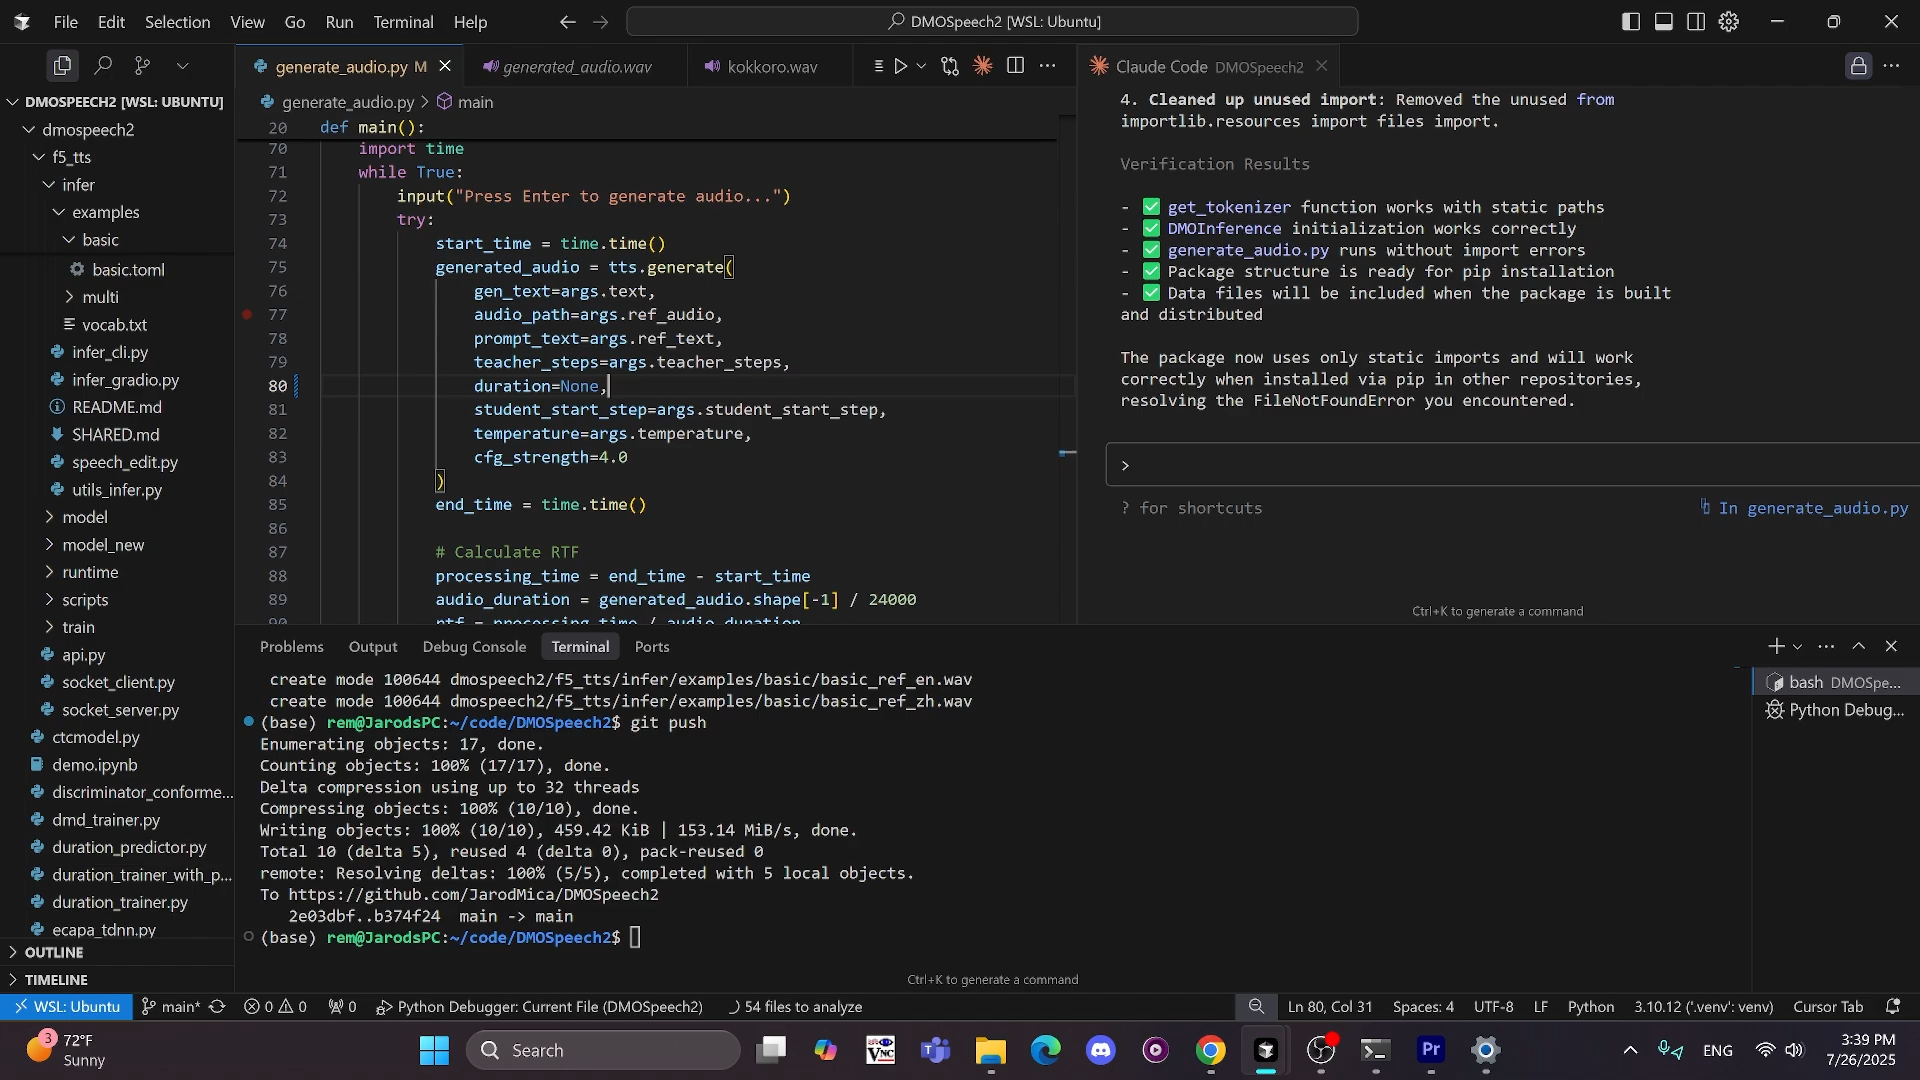 File Edit Selection View Go Run Terminal Help
DMOSpeech2 [WSL: Ubuntu]
DMOSPEECH2 [WSL: UBUNTU]
dmospeech2
f5_tts
infer
examples
basic
basic.toml
multi
vocab.txt
infer_cli.py
infer_gradio.py
README.md
SHARED.md
speech_edit.py
utils_infer.py
model
model_new
runtime
scripts
train
api.py
socket_client.py
socket_server.py
ctcmodel.py
demo.ipynb
discriminator_conforme...
dmd_trainer.py
duration_predictor.py
duration_trainer_with_p...
duration_trainer.py
ecapa_tdnn.py
OUTLINE
TIMELINE
generate_audio.py M
generated_audio.wav
kokkoro.wav
generate_audio.py > main
20 def main():
70 import time
71 while True:
72 input("Press Enter to generate audio...")
73 try:
74 start_time = time.time()
75 generated_audio = tts.generate(
76 gen_text=args.text,
77 audio_path=args.ref_audio,
78 prompt_text=args.ref_text,
79 teacher_steps=args.teacher_steps,
80 duration=None,
81 student_start_step=args.student_start_step,
82 temperature=args.temperature,
83 cfg_strength=4.0
84 )
85 end_time = time.time()
86
87 # Calculate RTF
88 processing_time = end_time - start_time
89 audio_duration = generated_audio.shape[-1] / 24000
90 rtf = processing_time / audio_duration
Claude Code DMOSpeech2
4. Cleaned up unused import: Removed the unused from
importlib.resources import files import.
Verification Results
- ✅ get_tokenizer function works with static paths
- ✅ DMOInference initialization works correctly
- ✅ generate_audio.py runs without import errors
- ✅ Package structure is ready for pip installation
- ✅ Data files will be included when the package is built
and distributed
The package now uses only static imports and will work
correctly when installed via pip in other repositories,
resolving the FileNotFoundError you encountered.
>
? for shortcuts
In generate_audio.py
Ctrl+K to generate a command
Problems Output Debug Console Terminal Ports
create mode 100644 dmospeech2/f5_tts/infer/examples/basic/basic_ref_en.wav
create mode 100644 dmospeech2/f5_tts/infer/examples/basic/basic_ref_zh.wav
(base) rem@JarodsPC:~/code/DMOSpeech2$ git push
Enumerating objects: 17, done.
Counting objects: 100% (17/17), done.
Delta compression using up to 32 threads
Compressing objects: 100% (10/10), done.
Writing objects: 100% (10/10), 459.42 KiB | 153.14 MiB/s, done.
Total 10 (delta 5), reused 4 (delta 0), pack-reused 0
remote: Resolving deltas: 100% (5/5), completed with 5 local objects.
To https://github.com/JarodMica/DMOSpeech2
2e03dbf..b374f24 main -> main
(base) rem@JarodsPC:~/code/DMOSpeech2$
Ctrl+K to generate a command
bash DMOSpe...
Python Debug...
WSL: Ubuntu main* 0 0 0 Python Debugger: Current File (DMOSpeech2) 54 files to analyze
Ln 80, Col 31 Spaces: 4 UTF-8 LF Python 3.10.12 ('.venv': venv) Cursor Tab
3
72°F
Sunny
Search
VNC
Pr
ENG
3:39 PM
7/26/2025